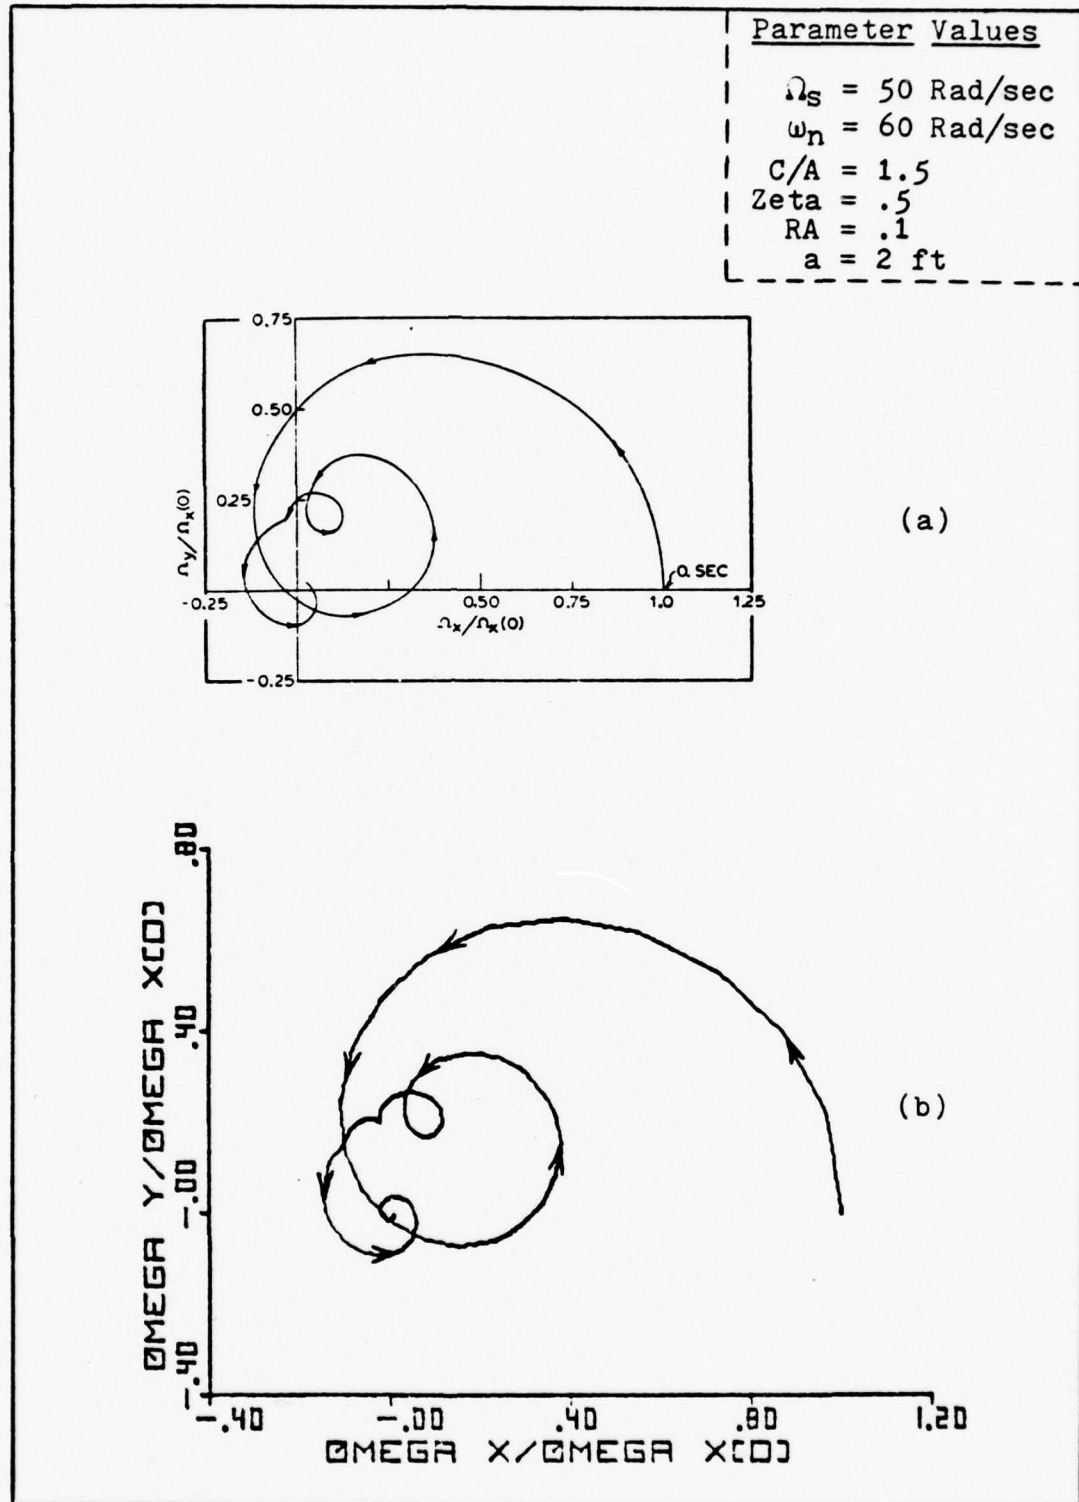 Parameter Values
Ωs = 50 Rad/sec
ωn = 60 Rad/sec
C/A = 1.5
Zeta = .5
RA = .1
a = 2 ft
0.75
0.50
0.25
-0.25
0.50
0.75
1.0
1.25
-0.25
0. SEC
Ωy/Ωx(0)
Ωx/Ωx(0)
(a)
.80
.40
-.00
-.40
-.40
-.00
.40
.80
1.20
OMEGA Y/OMEGA X(0)
OMEGA X/OMEGA X(0)
(b)